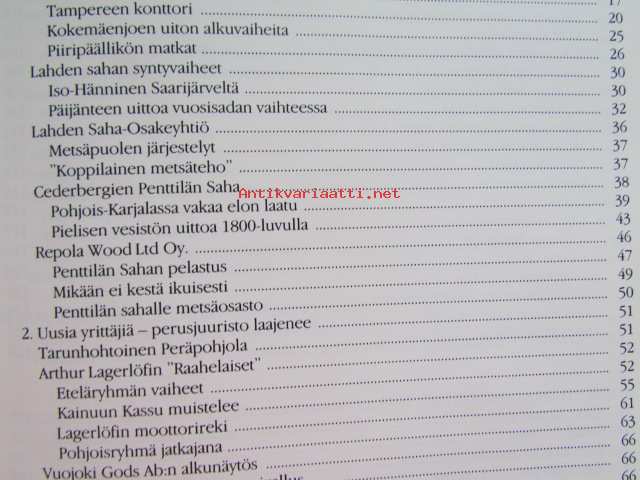 17
Tampereen konttori 20
Kokemäenjoen uiton alkuvaiheita 25
Piiripäällikön matkat 26
Lahden sahan syntyvaiheet 30
Iso-Hänninen Saarijärveltä 30
Päijänteen uittoa vuosisadan vaihteessa 32
Lahden Saha-Osakeyhtiö 36
Metsäpuolen järjestelyt 37
"Koppilainen metsäteho" 37
Cederbergien Penttilän Saha 38
Antikvariaatti.net
Pohjois-Karjalassa vakaa elon laatu 39
Pielisen vesistön uittoa 1800-luvulla 43
Repola Wood Ltd Oy. 46
Penttilän Sahan pelastus 47
Mikään ei kestä ikuisesti 49
Penttilän sahalle metsäosasto 50
2. Uusia yrittäjiä – perusjuuristo laajenee 51
Tarunhohtoinen Peräpohjola 51
Arthur Lagerlöfin "Raahelaiset" 52
Eteläryhmän vaiheet 52
Kainuun Kassu muistelee 55
Lagerlöfin moottorireki 61
Pohjoisryhmä jatkajana 63
Vuojoki Gods Ab:n alkunäytös 66
66
66